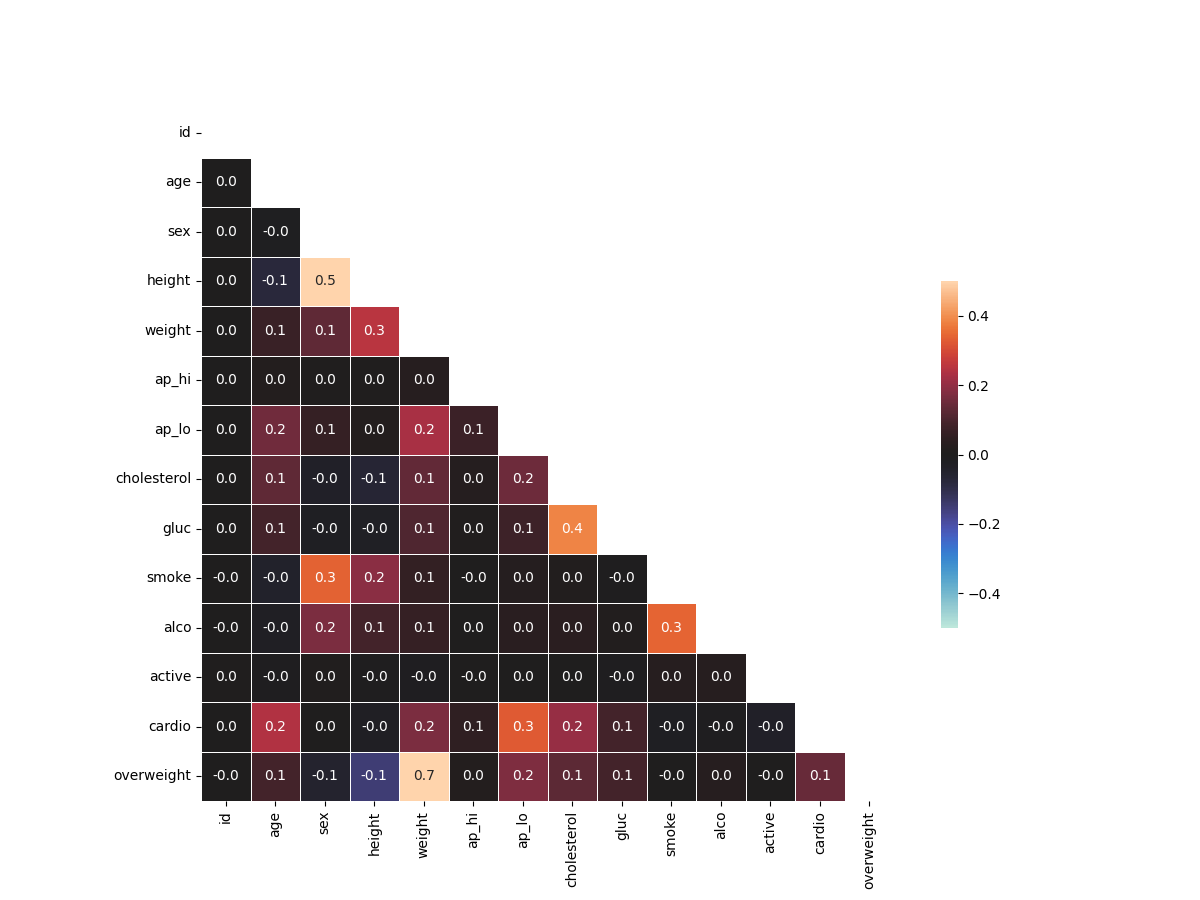 id
age 0.0
sex 0.0 -0.0
height 0.0 -0.1 0.5
weight 0.0 0.1 0.1 0.3
ap_hi 0.0 0.0 0.0 0.0 0.0
ap_lo 0.0 0.2 0.1 0.0 0.2 0.1
cholesterol 0.0 0.1 -0.0 -0.1 0.1 0.0 0.2
gluc 0.0 0.1 -0.0 -0.0 0.1 0.0 0.1 0.4
smoke -0.0 -0.0 0.3 0.2 0.1 -0.0 0.0 0.0 -0.0
alco -0.0 -0.0 0.2 0.1 0.1 0.0 0.0 0.0 0.0 0.3
active 0.0 -0.0 0.0 -0.0 -0.0 -0.0 0.0 0.0 -0.0 0.0 0.0
cardio 0.0 0.2 0.0 -0.0 0.2 0.1 0.3 0.2 0.1 -0.0 -0.0 -0.0
overweight -0.0 0.1 -0.1 -0.1 0.7 0.0 0.2 0.1 0.1 -0.0 0.0 -0.0 0.1
id age sex height weight ap_hi ap_lo cholesterol gluc smoke alco active cardio overweight
0.4
0.2
0.0
−0.2
−0.4